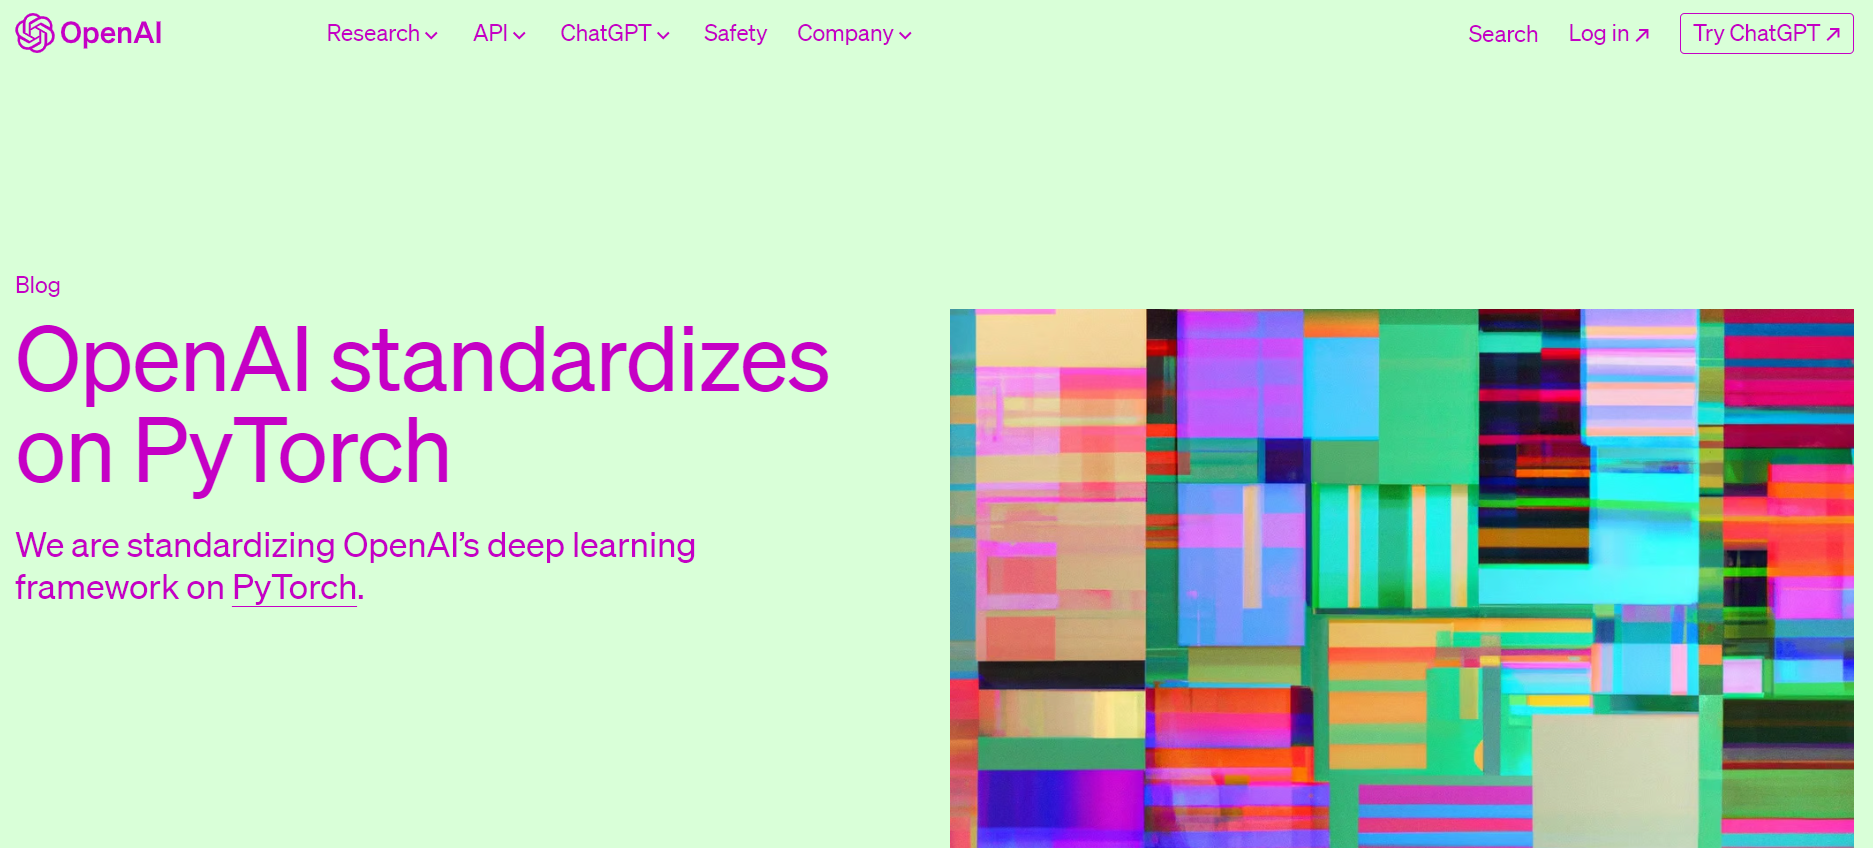 OpenAI
Research
API
ChatGPT
Safety
Company
Search
Log in
Try ChatGPT
Blog
OpenAI standardizes
on PyTorch
We are standardizing OpenAI’s deep learning
framework on PyTorch.